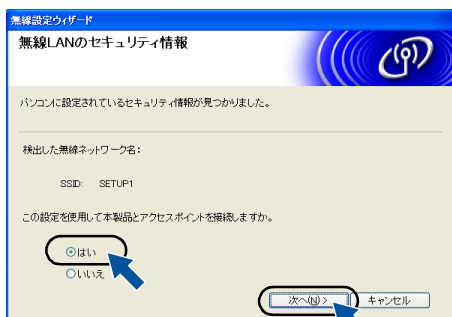 無線設定ウィザード
無線LANのセキュリティ情報
パソコンに設定されているセキュリティ情報が見つかりました。
検出した無線ネットワーク名:
SSID: SETUP1
この設定を使用して本製品とアクセスポイントを接続しますか。
はい
いいえ
次へ(N) > キャンセル